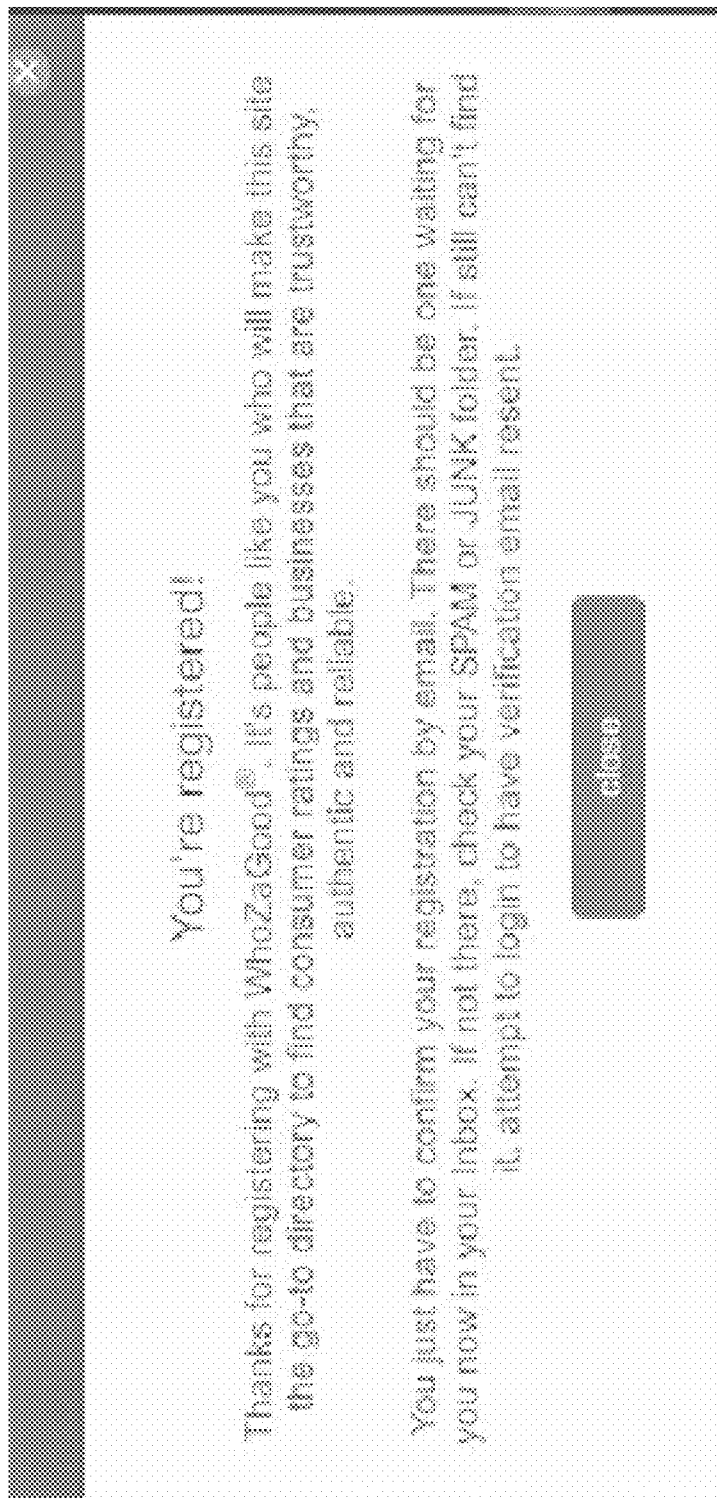 You're registered!
Thanks for registering with WhoZaGood®. It's people like you who will make this site
the go-to directory to find consumer ratings and businesses that are trustworthy,
authentic and reliable.
You just have to confirm your registration by email. There should be one waiting for
you now in your Inbox. If not there, check your SPAM or JUNK folder. If still can't find
it, attempt to login to have verification email resent.
close